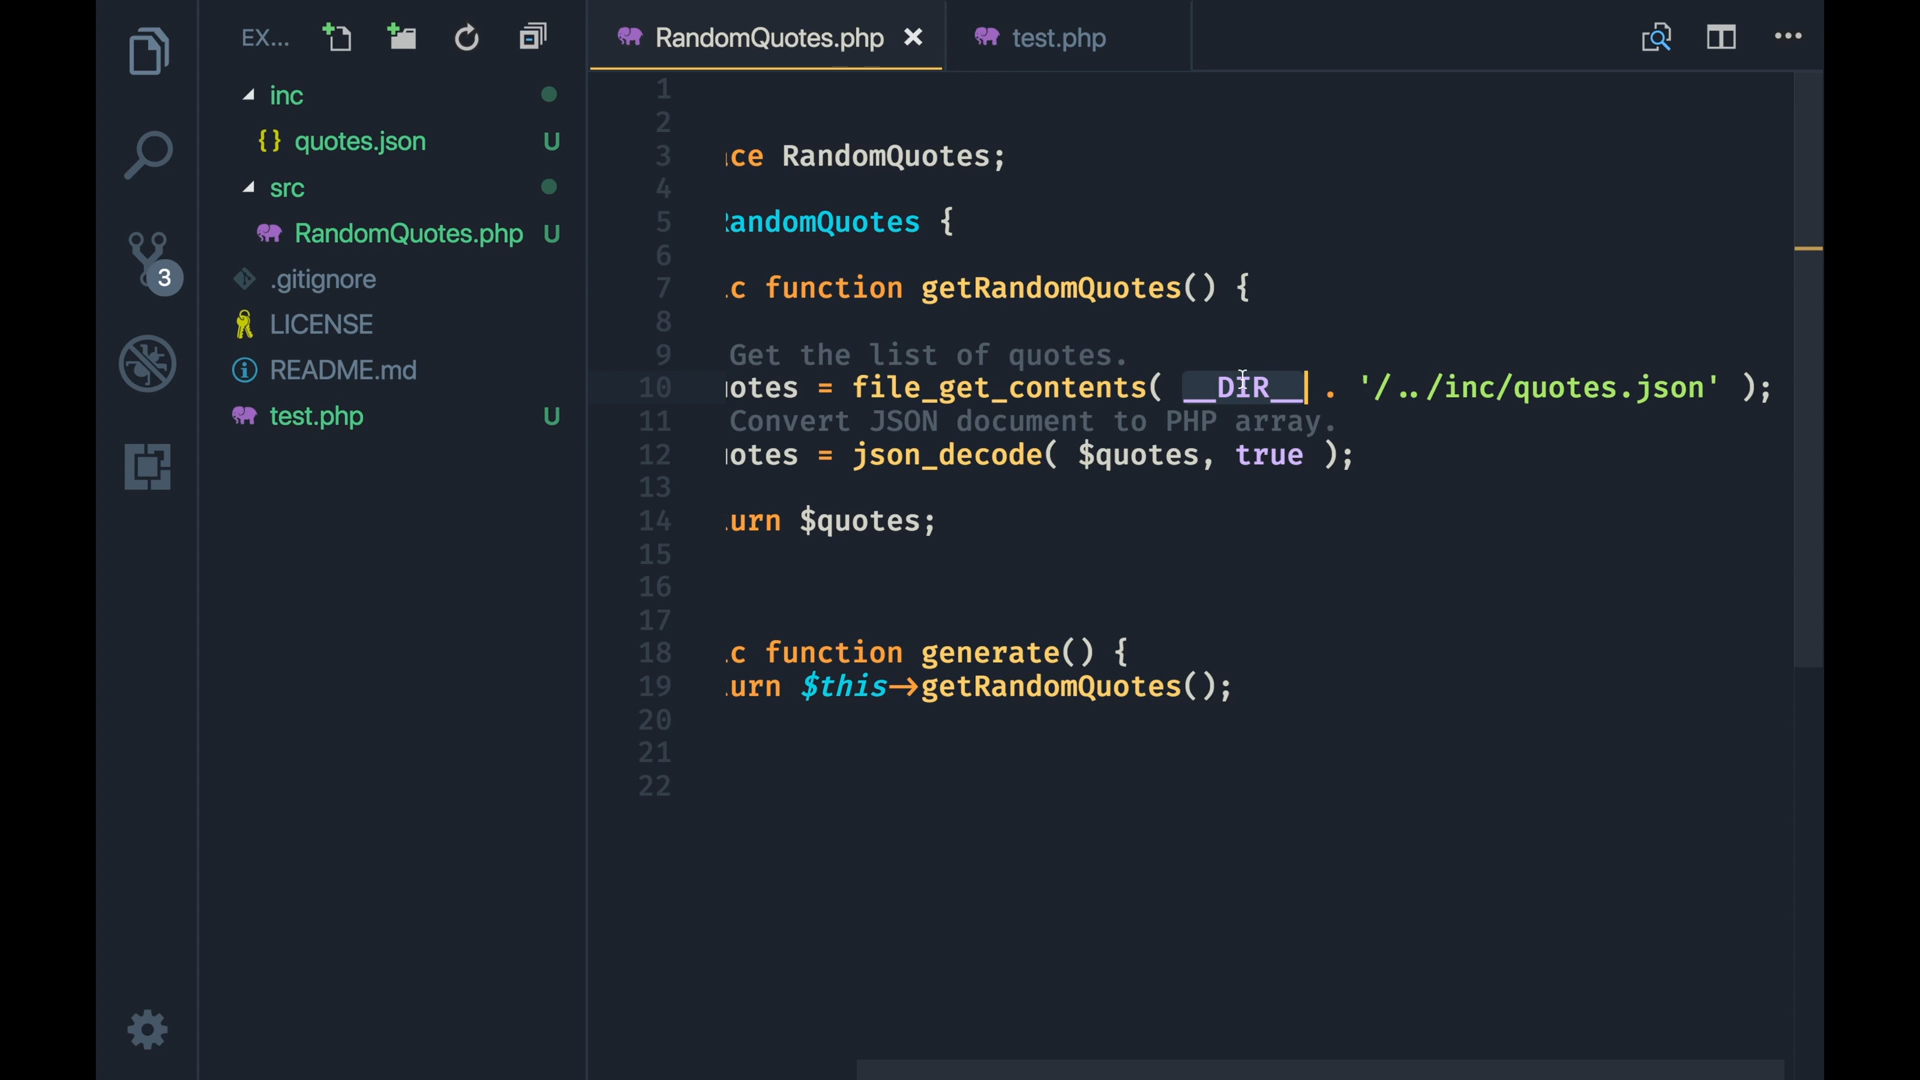 EX...
RandomQuotes.php
test.php
inc
{} quotes.json U
src
RandomQuotes.php U
.gitignore
LICENSE
README.md
test.php U
3
1
2
3 ce RandomQuotes;
4
5 RandomQuotes {
6
7 c function getRandomQuotes() {
8
9 Get the list of quotes.
10 uotes = file_get_contents( __DIR__ . '/../inc/quotes.json' );
11 Convert JSON document to PHP array.
12 uotes = json_decode( $quotes, true );
13
14 urn $quotes;
15
16
17
18 c function generate() {
19 urn $this->getRandomQuotes();
20
21
22